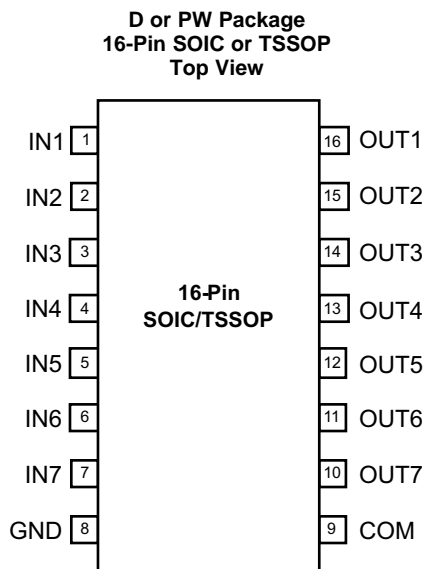 D or PW Package
16-Pin SOIC or TSSOP
Top View
IN1 1 16 OUT1
IN2 2 15 OUT2
IN3 3 14 OUT3
16-Pin
IN4 4 13 OUT4
SOIC/TSSOP
IN5 5 12 OUT5
IN6 6 11 OUT6
IN7 7 10 OUT7
GND 8 9 COM